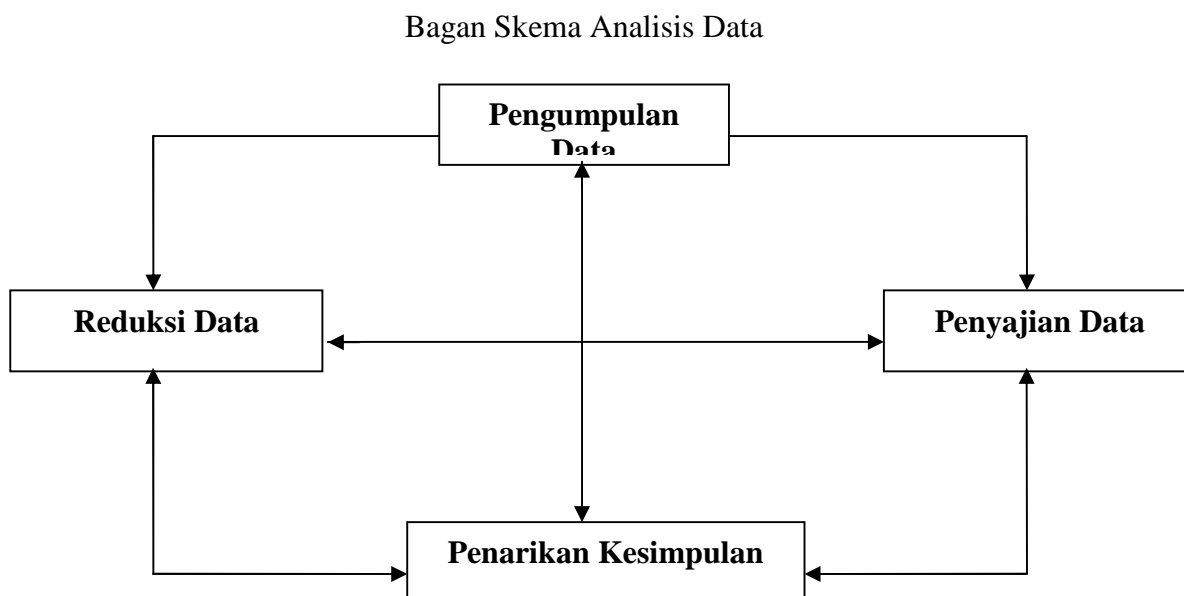 Bagan Skema Analisis Data
Pengumpulan
Data
Reduksi Data
Penyajian Data
Penarikan Kesimpulan